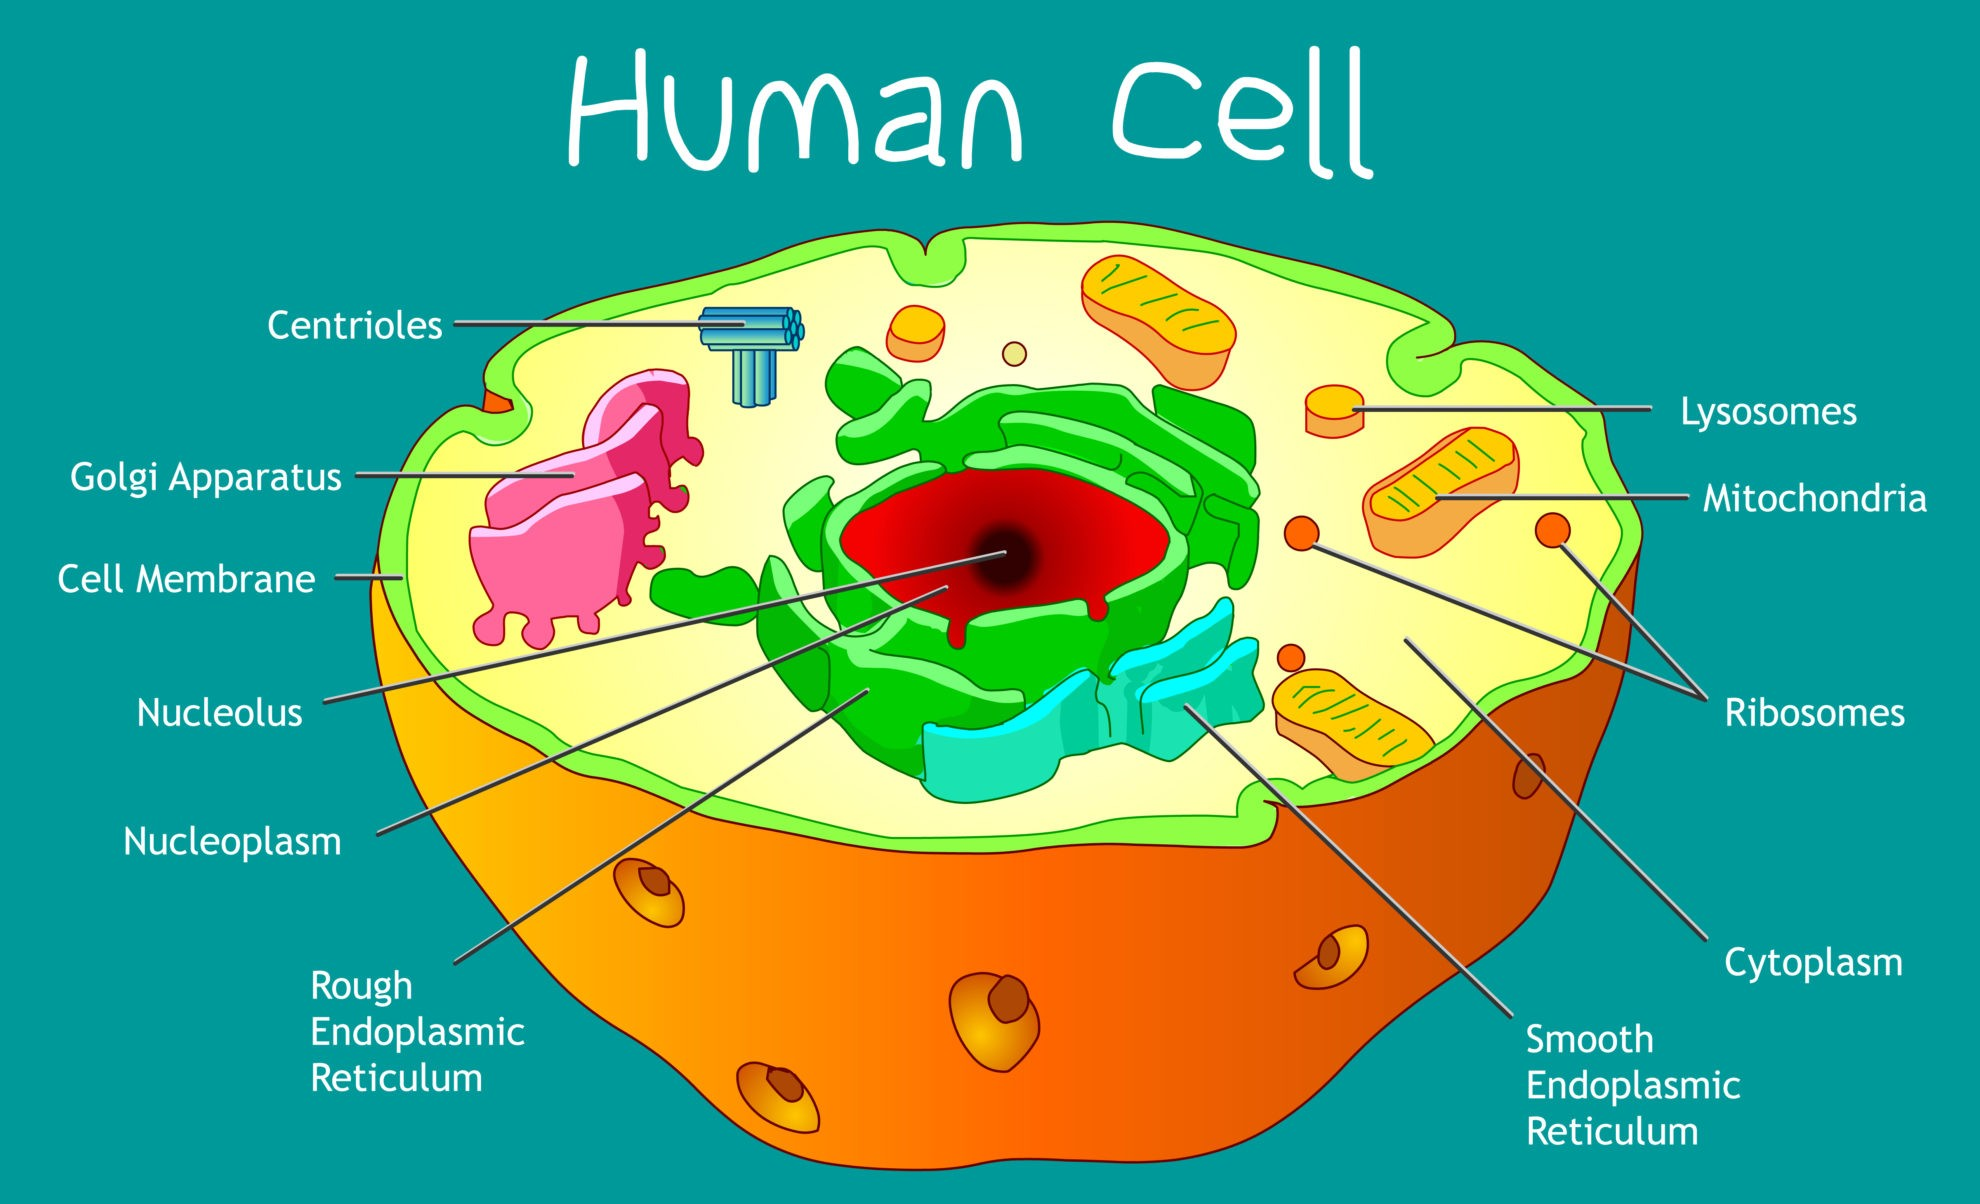 Human Cell
Centrioles
Golgi Apparatus
Cell Membrane
Nucleolus
Nucleoplasm
Rough
Endoplasmic
Reticulum
Lysosomes
Mitochondria
Ribosomes
Cytoplasm
Smooth
Endoplasmic
Reticulum